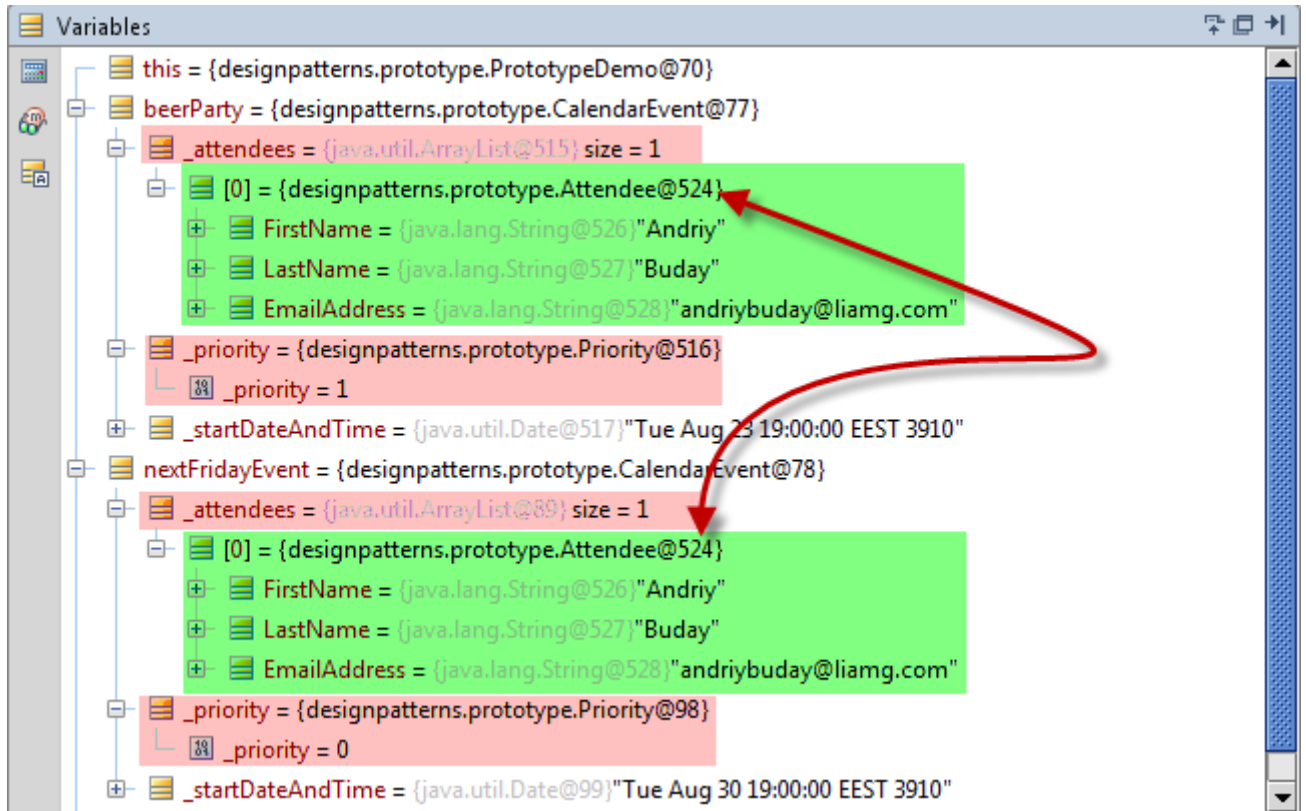 Variables
this = {designpatterns.prototype.PrototypeDemo@70}
beerParty = {designpatterns.prototype.CalendarEvent@77}
_attendees = {java.util.ArrayList@515} size = 1
[0] = {designpatterns.prototype.Attendee@524}
FirstName = {java.lang.String@526}"Andriy"
LastName = {java.lang.String@527}"Buday"
EmailAddress = {java.lang.String@528}"andriybuday@liamg.com"
_priority = {designpatterns.prototype.Priority@516}
_priority = 1
_startDateAndTime = {java.util.Date@517}"Tue Aug 23 19:00:00 EEST 3910"
nextFridayEvent = {designpatterns.prototype.CalendarEvent@78}
_attendees = {java.util.ArrayList@89} size = 1
[0] = {designpatterns.prototype.Attendee@524}
FirstName = {java.lang.String@526}"Andriy"
LastName = {java.lang.String@527}"Buday"
EmailAddress = {java.lang.String@528}"andriybuday@liamg.com"
_priority = {designpatterns.prototype.Priority@98}
_priority = 0
_startDateAndTime = {java.util.Date@99}"Tue Aug 30 19:00:00 EEST 3910"